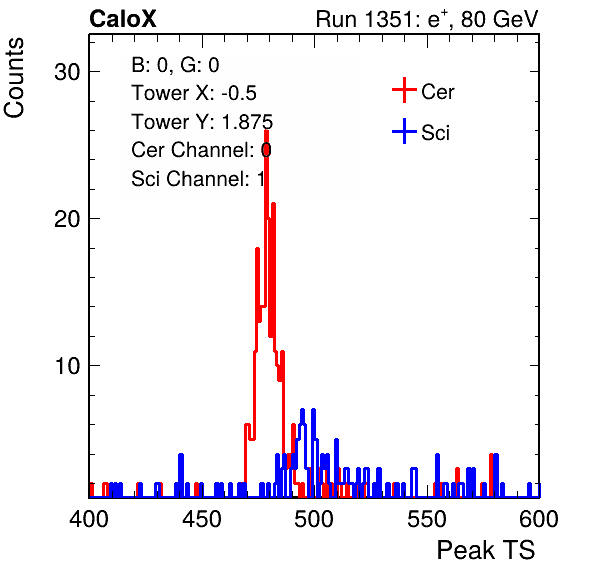 CaloX Run 1351: e⁺, 80 GeV
Counts
B: 0, G: 0
Tower X: -0.5
Tower Y: 1.875
Cer Channel: 0
Sci Channel: 1
Cer
Sci
30
20
10
400 450 500 550 600
Peak TS